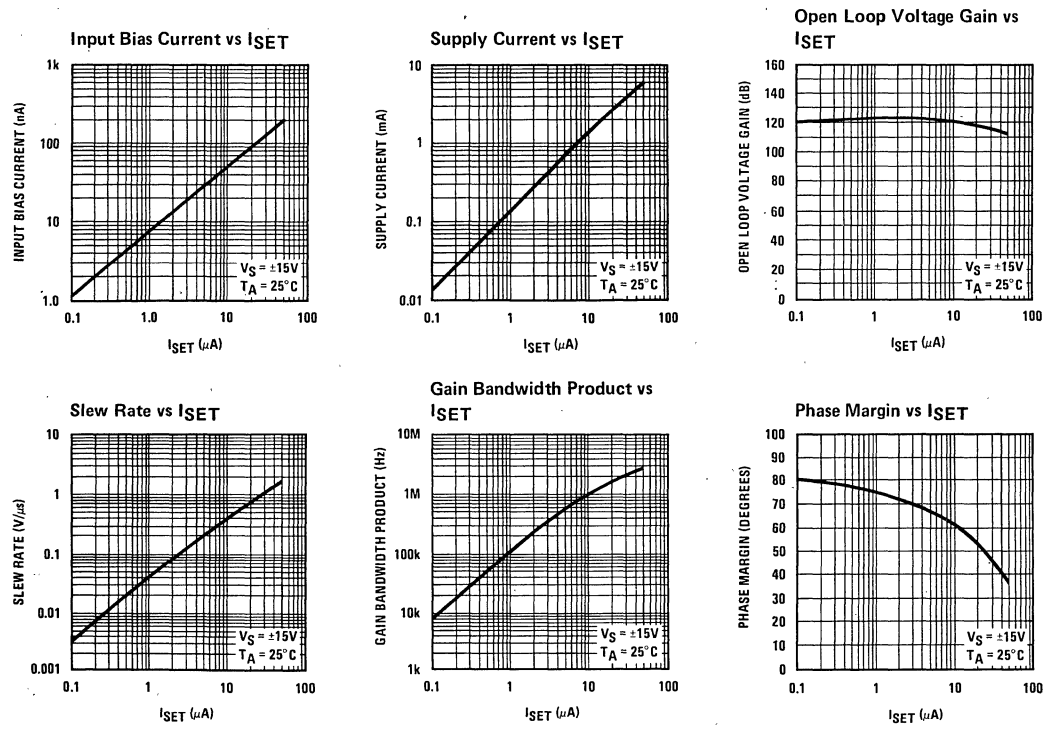 Input Bias Current vs ISET
1k
100
10
1.0
INPUT BIAS CURRENT (nA)
VS = ±15V
TA = 25°C
0.1 1.0 10 100
ISET (μA)
Supply Current vs ISET
10
1
0.1
0.01
SUPPLY CURRENT (mA)
VS = ±15V
TA = 25°C
0.1 1 10 100
ISET (μA)
Open Loop Voltage Gain vs
ISET
160
140
120
100
80
60
40
20
0
OPEN LOOP VOLTAGE GAIN (dB)
VS = ±15V
TA = 25°C
0.1 1 10 100
ISET (μA)
Slew Rate vs ISET
10
1
0.1
0.01
0.001
SLEW RATE (V/μs)
VS = ±15V
TA = 25°C
0.1 1 10 100
ISET (μA)
Gain Bandwidth Product vs
ISET
10M
1M
100k
10k
1k
GAIN BANDWIDTH PRODUCT (Hz)
VS = ±15V
TA = 25°C
0.1 1 10 100
ISET (μA)
Phase Margin vs ISET
100
90
80
70
60
50
40
30
20
10
0
PHASE MARGIN (DEGREES)
VS = ±15V
TA = 25°C
0.1 1 10 100
ISET (μA)